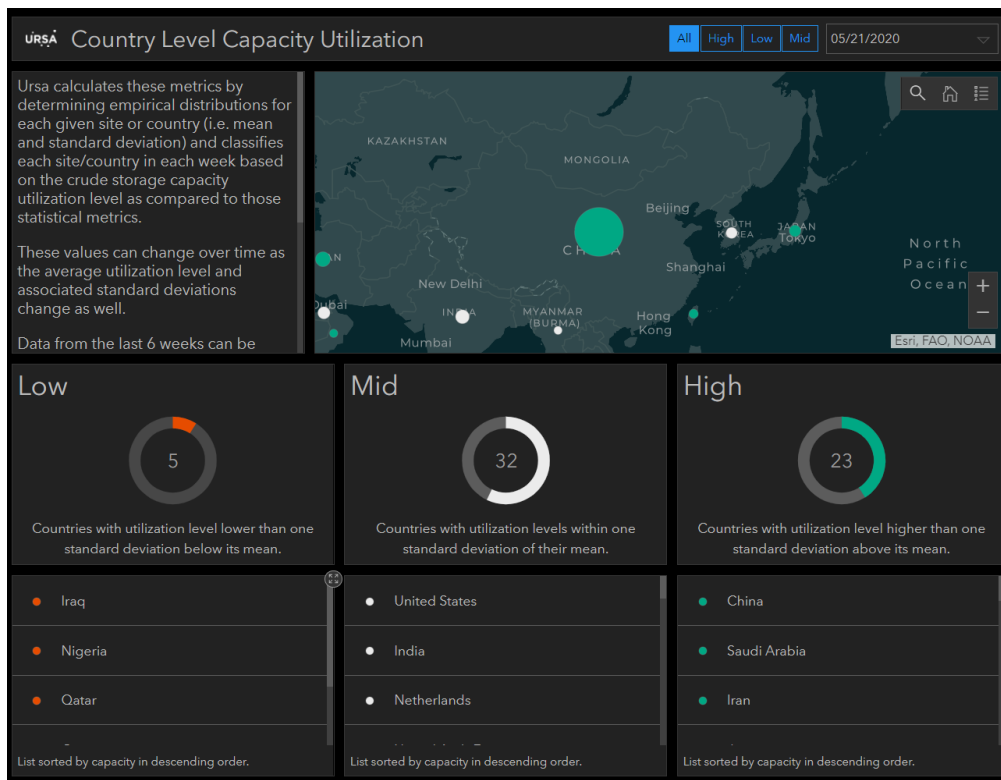 URSA Country Level Capacity Utilization
All High Low Mid 05/21/2020
Ursa calculates these metrics by
determining empirical distributions for
each given site or country (i.e. mean
and standard deviation) and classifies
each site/country in each week based
on the crude storage capacity
utilization level as compared to those
statistical metrics.
These values can change over time as
the average utilization level and
associated standard deviations
change as well.
Data from the last 6 weeks can be
KAZAKHSTAN
MONGOLIA
Beijing
SOUTH
KOREA
JAPAN
Tokyo
CHINA
Shanghai
North
Pacific
Ocean
New Delhi
Dubai
INDIA
MYANMAR
(BURMA)
Hong
Kong
Mumbai
+
−
Esri, FAO, NOAA
Low
5
Countries with utilization level lower than one
standard deviation below its mean.
Mid
32
Countries with utilization levels within one
standard deviation of their mean.
High
23
Countries with utilization level higher than one
standard deviation above its mean.
Iraq
Nigeria
Qatar
List sorted by capacity in descending order.
United States
India
Netherlands
List sorted by capacity in descending order.
China
Saudi Arabia
Iran
List sorted by capacity in descending order.